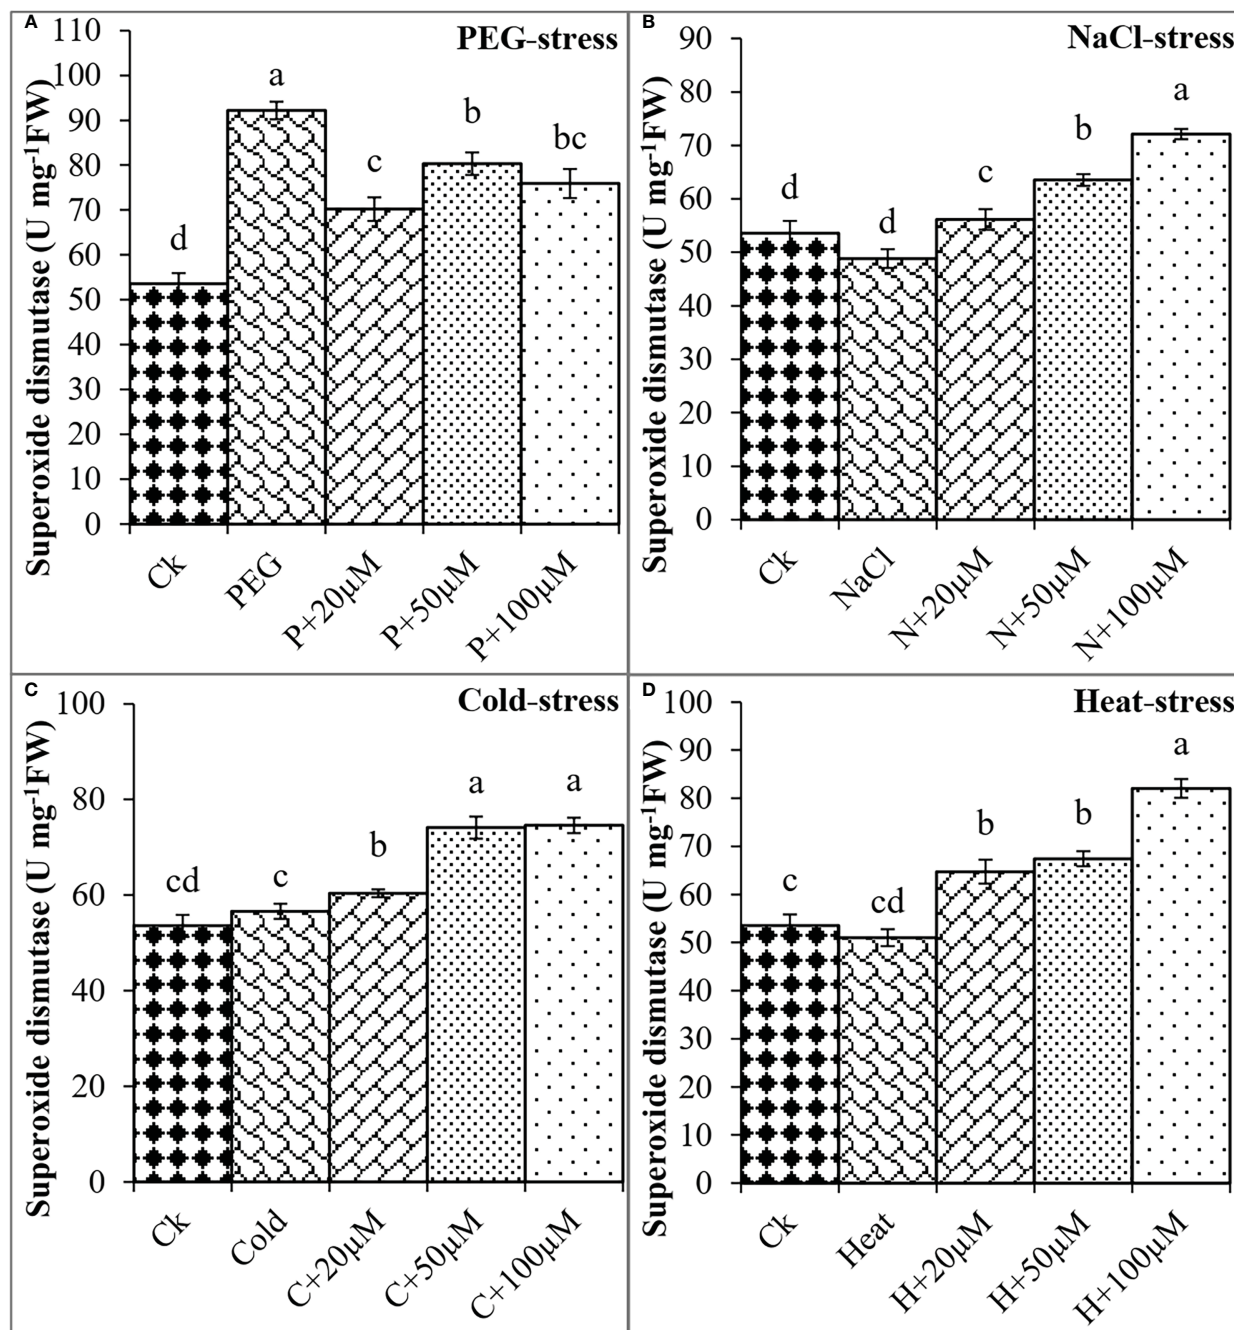 A
PEG-stress
Superoxide dismutase (U mg⁻¹FW)
110
100
90
80
70
60
50
40
30
20
10
0
d
a
c
b
bc
Ck
PEG
P+20µM
P+50µM
P+100µM
B
NaCl-stress
Superoxide dismutase (U mg⁻¹FW)
90
80
70
60
50
40
30
20
10
0
d
d
c
b
a
Ck
NaCl
N+20µM
N+50µM
N+100µM
C
Cold-stress
Superoxide dismutase (U mg⁻¹FW)
100
80
60
40
20
0
cd
c
b
a
a
Ck
Cold
C+20µM
C+50µM
C+100µM
D
Heat-stress
Superoxide dismutase (U mg⁻¹FW)
100
90
80
70
60
50
40
30
20
10
0
c
cd
b
b
a
Ck
Heat
H+20µM
H+50µM
H+100µM